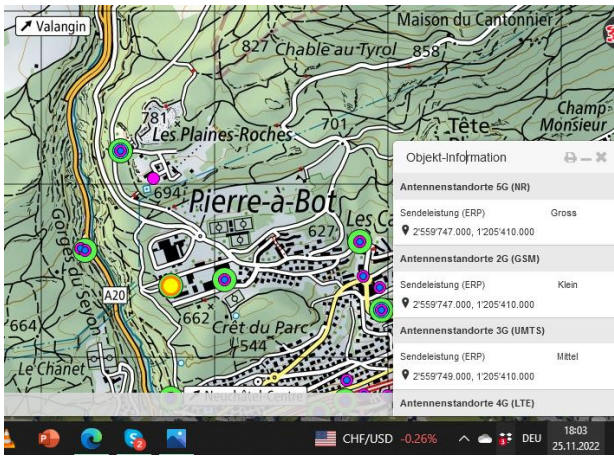 Valangin
Maison du Cantonnier
827
Chable au Tyrol
858
781
Les Plaines-Roches
701
Tête
Champ
Monsieur
694
Pierre-à-Bot
627
Les Ca
Gorges du Seyon
A20
662
664
Crêt du Parc
544
Le Chanet
Neuchâtel-Centre
Objekt-Information
Antennenstandorte 5G (NR)
Sendeleistung (ERP) Gross
2'559'747.000, 1'205'410.000
Antennenstandorte 2G (GSM)
Sendeleistung (ERP) Klein
2'559'747.000, 1'205'410.000
Antennenstandorte 3G (UMTS)
Sendeleistung (ERP) Mittel
2'559'749.000, 1'205'410.000
Antennenstandorte 4G (LTE)
CHF/USD -0.26% DEU 18:03
25.11.2022